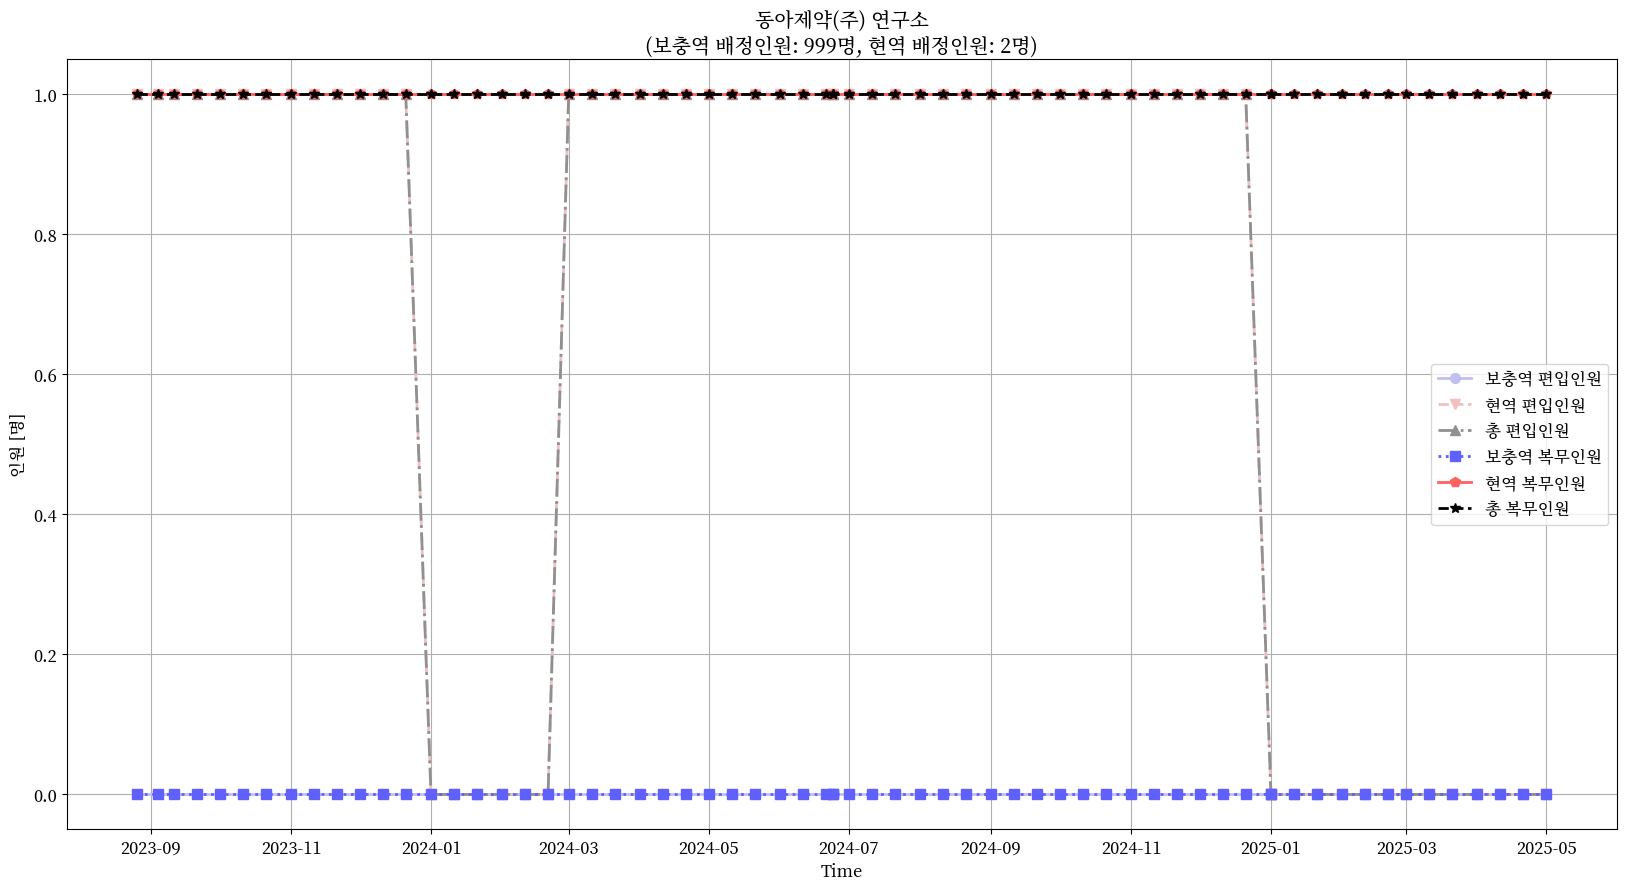 동아제약(주) 연구소
(보충역 배정인원: 999명, 현역 배정인원: 2명)
1.0
0.8
0.6
0.4
0.2
0.0
인원 [명]
보충역 편입인원
현역 편입인원
총 편입인원
보충역 복무인원
현역 복무인원
총 복무인원
2023-09 2023-11 2024-01 2024-03 2024-05 2024-07 2024-09 2024-11 2025-01 2025-03 2025-05
Time